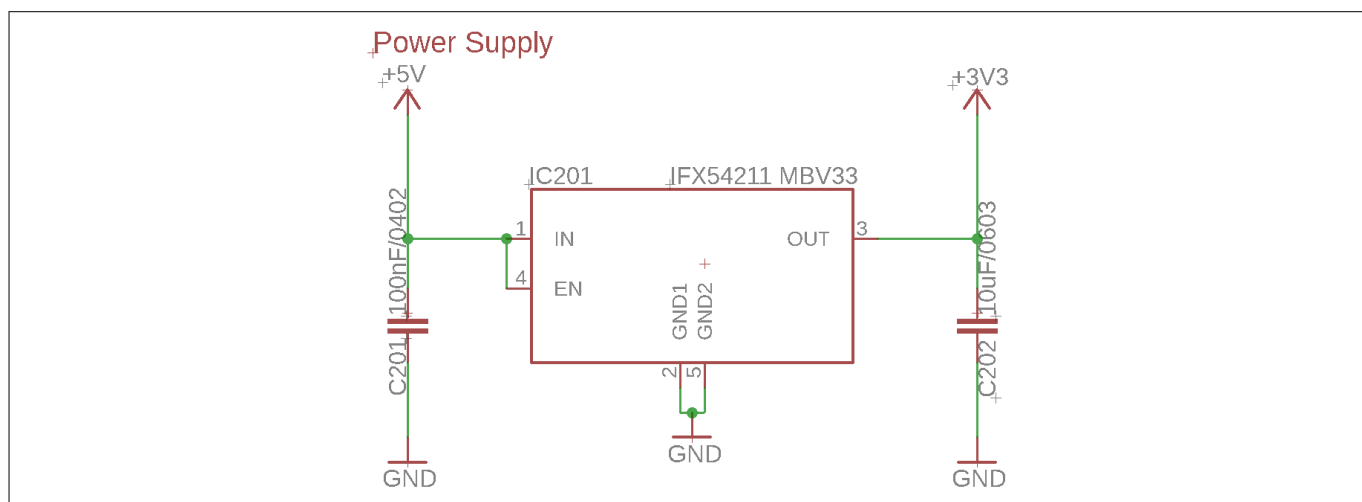 Power Supply
+5V
+3V3
IC201
IFX54211 MBV33
100nF/0402
C201
1
IN
4
EN
OUT
3
GND1
GND2
2
5
10uF/0603
C202
GND
GND
GND